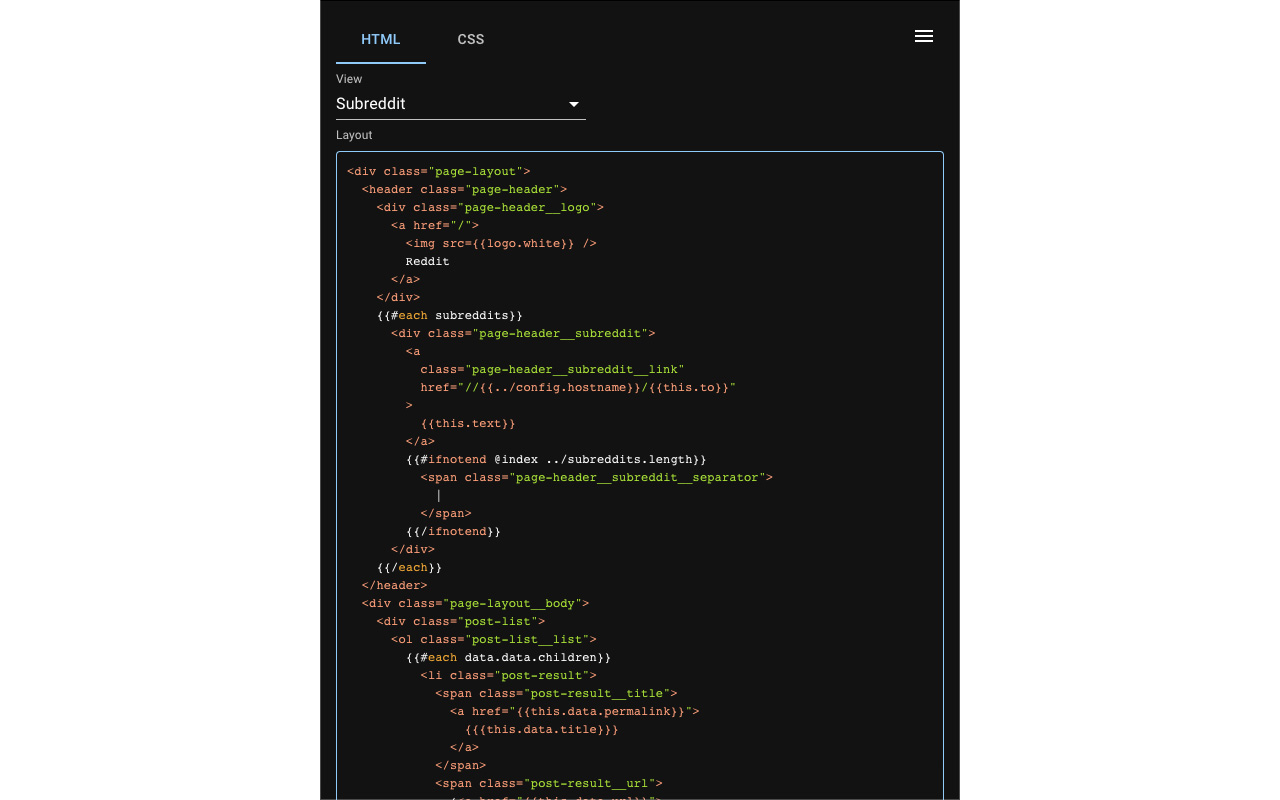 HTML CSS
View
Subreddit
Layout
<div class="page-layout">
<header class="page-header">
<div class="page-header__logo">
<a href="/">
<img src={{logo.white}} />
Reddit
</a>
</div>
{{#each subreddits}}
<div class="page-header__subreddit">
<a
class="page-header__subreddit__link"
href="//{{../config.hostname}}/{{this.to}}"
>
{{this.text}}
</a>
{{#ifnotend @index ../subreddits.length}}
<span class="page-header__subreddit__separator">
|
</span>
{{/ifnotend}}
</div>
{{/each}}
</header>
<div class="page-layout__body">
<div class="post-list">
<ol class="post-list__list">
{{#each data.data.children}}
<li class="post-result">
<span class="post-result__title">
<a href="{{this.data.permalink}}">
{{{this.data.title}}}
</a>
</span>
<span class="post-result__url">
<a href="{{this.data.url}}">